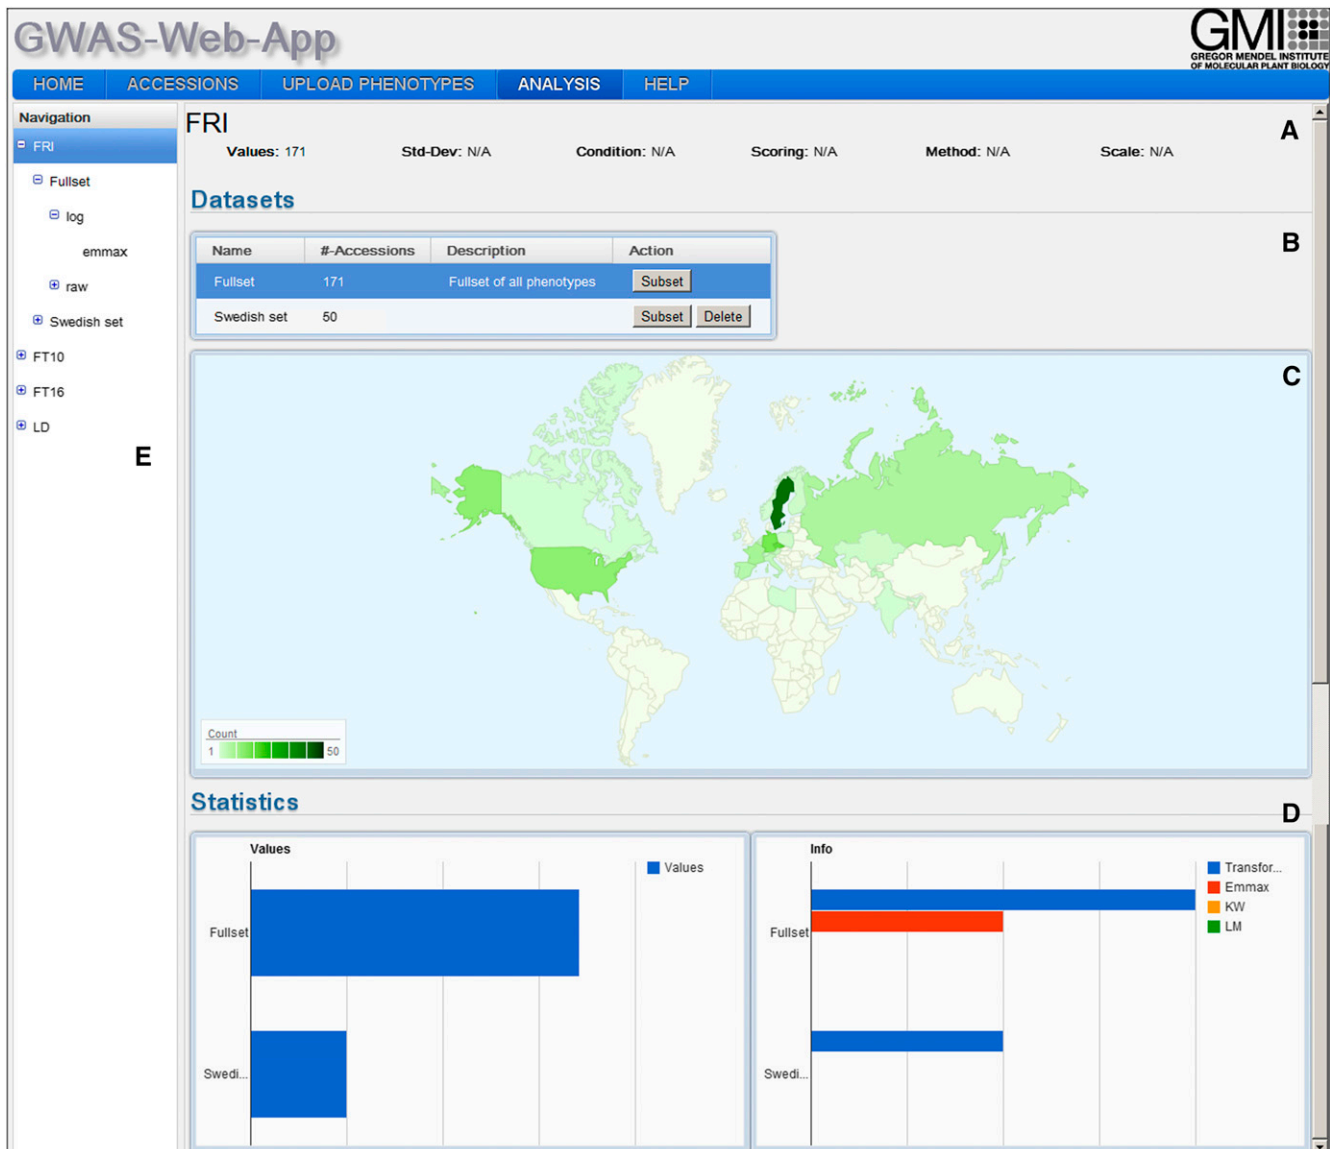 GWAS-Web-App
GMI
GREGOR MENDEL INSTITUTE
OF MOLECULAR PLANT BIOLOGY
HOME ACCESSIONS UPLOAD PHENOTYPES ANALYSIS HELP
Navigation
FRI
Fullset
log
emmax
raw
Swedish set
FT10
FT16
LD
E
FRI
A
Values: 171 Std-Dev: N/A Condition: N/A Scoring: N/A Method: N/A Scale: N/A
Datasets
B
Name #-Accessions Description Action
Fullset 171 Fullset of all phenotypes Subset
Swedish set 50 Subset Delete
C
Count
1 50
Statistics
D
Values
Values
Fullset
Swedi...
Info
Transfor...
Emmax
KW
LM
Fullset
Swedi...